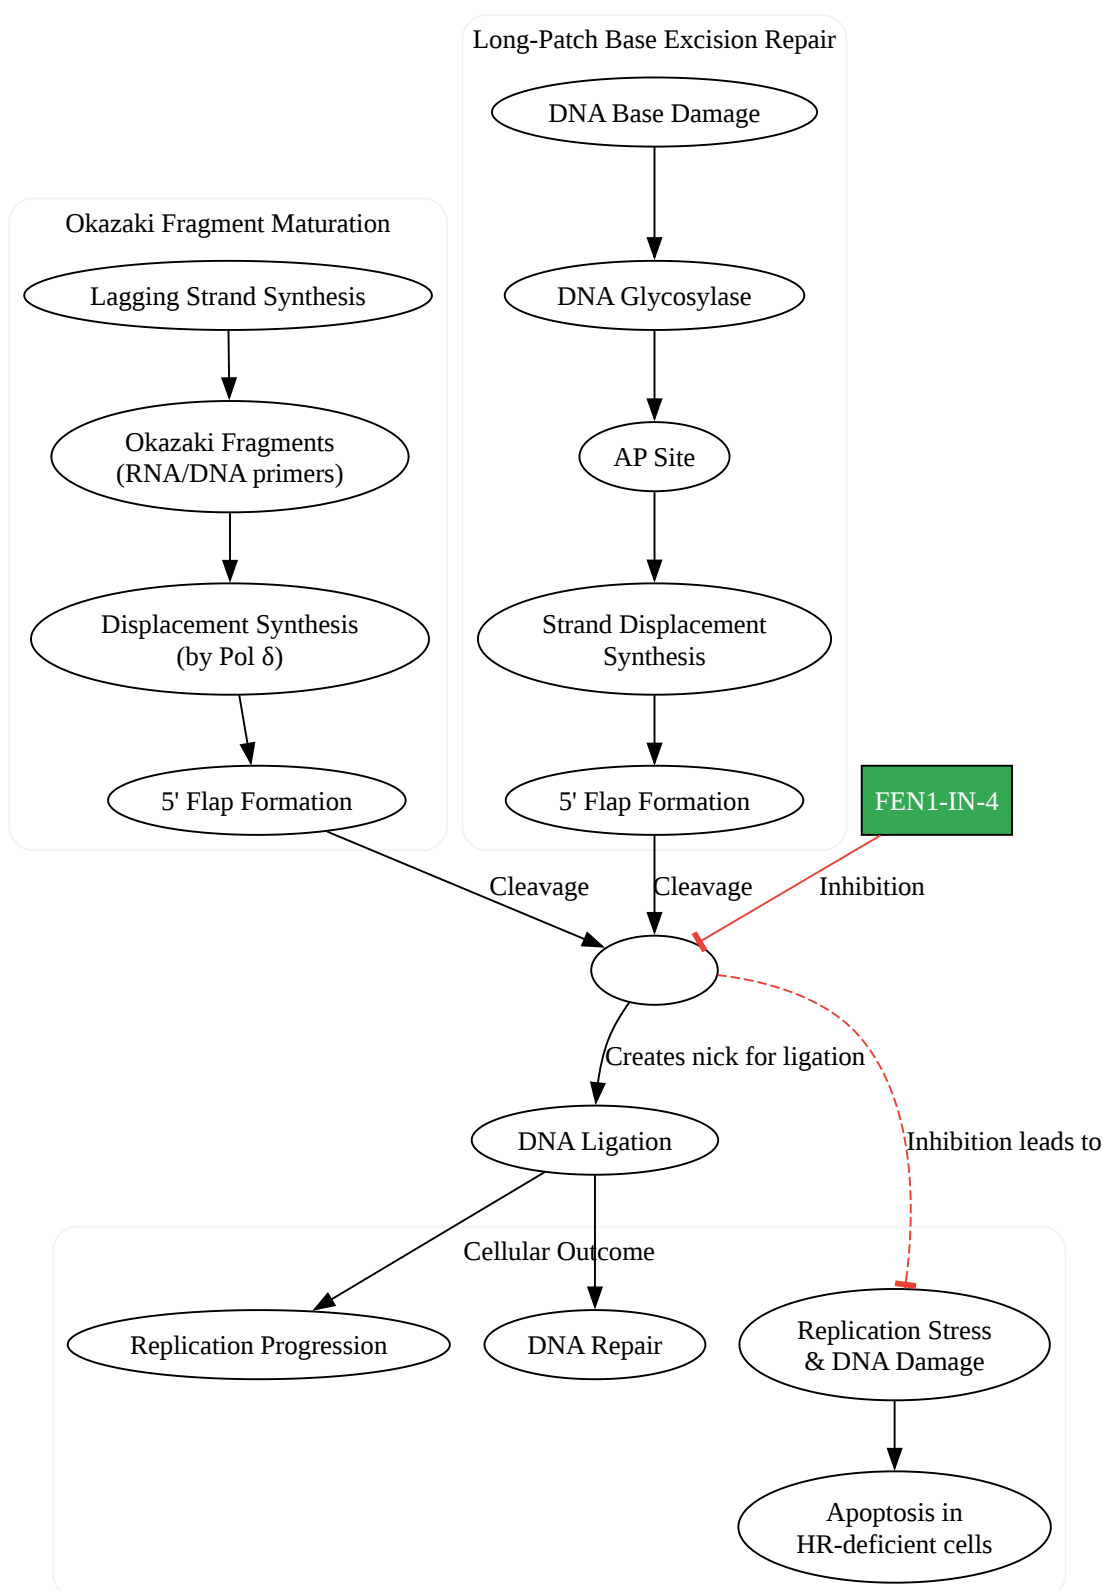 Long-Patch Base Excision Repair
DNA Base Damage
Okazaki Fragment Maturation
Lagging Strand Synthesis
DNA Glycosylase
Okazaki Fragments
(RNA/DNA primers)
AP Site
Displacement Synthesis
(by Pol δ)
Strand Displacement
Synthesis
5' Flap Formation
5' Flap Formation
FEN1-IN-4
Cleavage
Cleavage
Inhibition
Creates nick for ligation
DNA Ligation
Inhibition leads to
Cellular Outcome
Replication Progression
DNA Repair
Replication Stress
& DNA Damage
Apoptosis in
HR-deficient cells